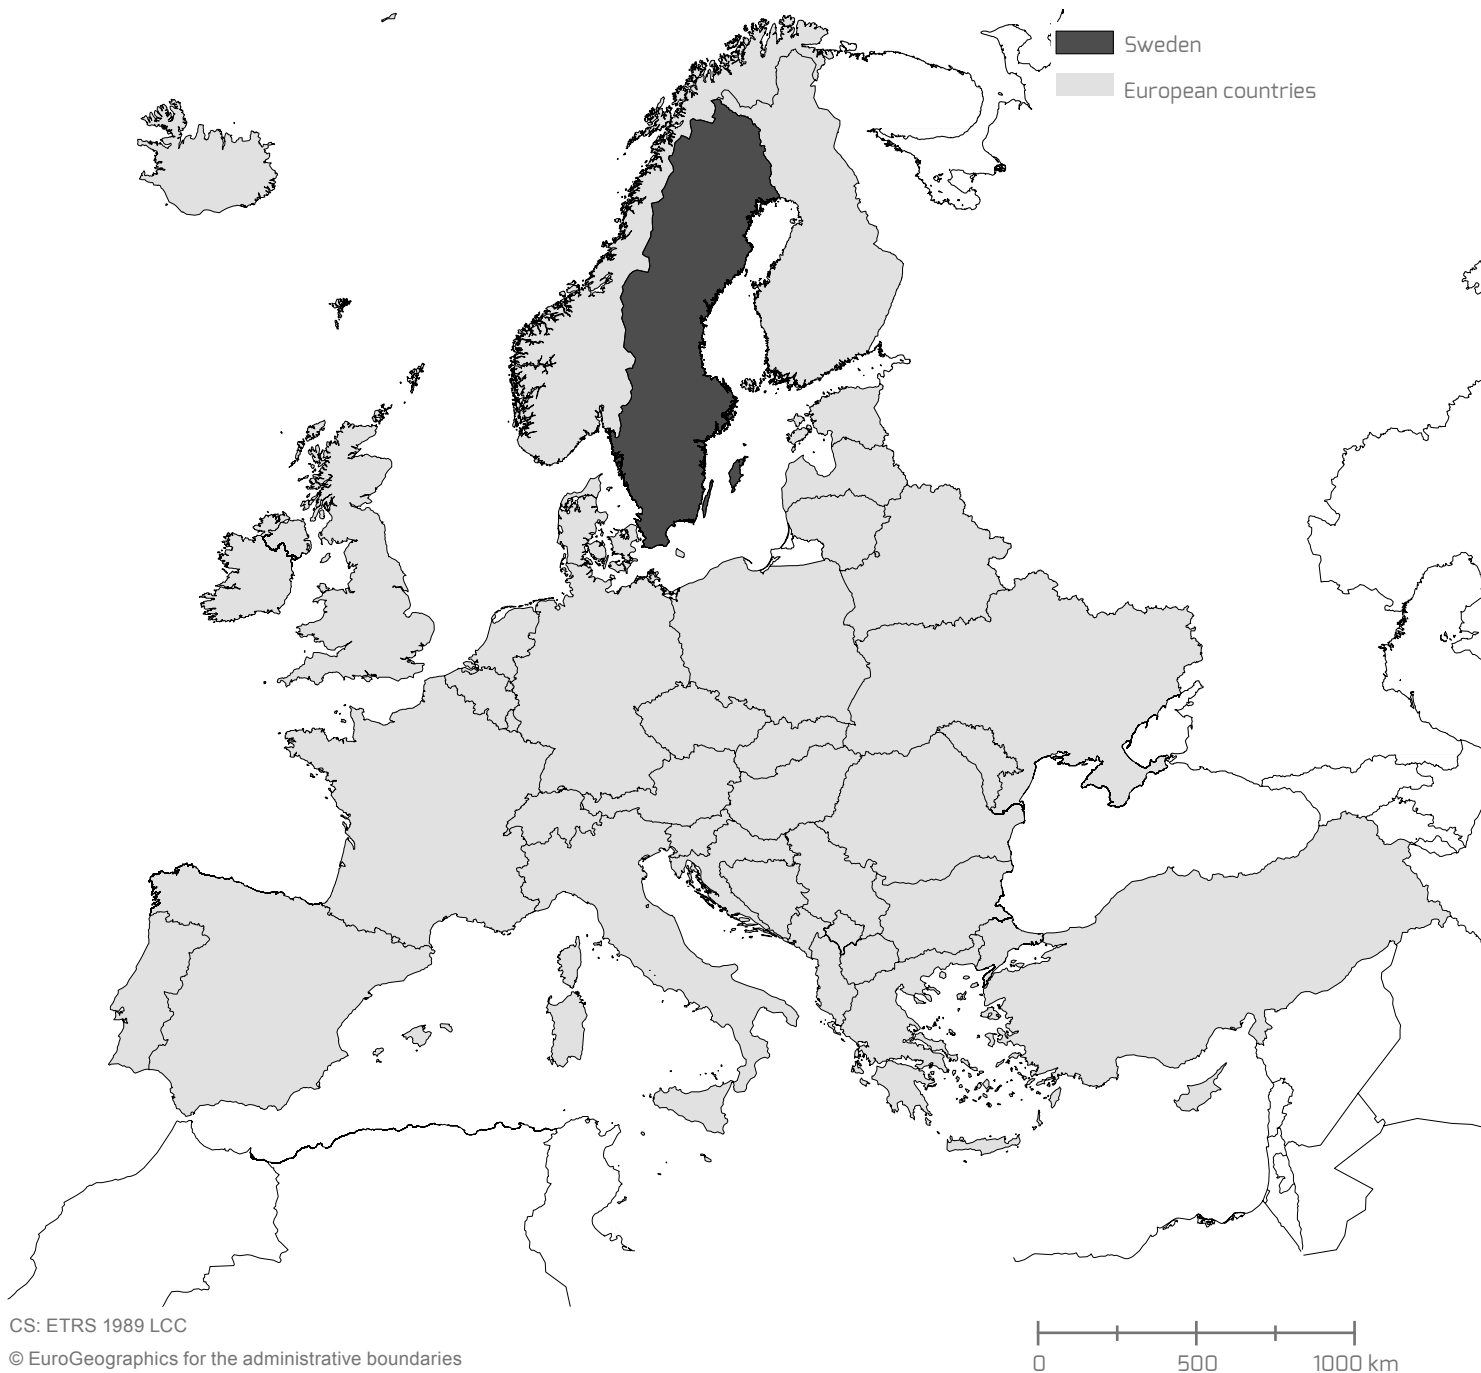 Sweden
European countries
CS: ETRS 1989 LCC
© EuroGeographics for the administrative boundaries
0 500 1000 km